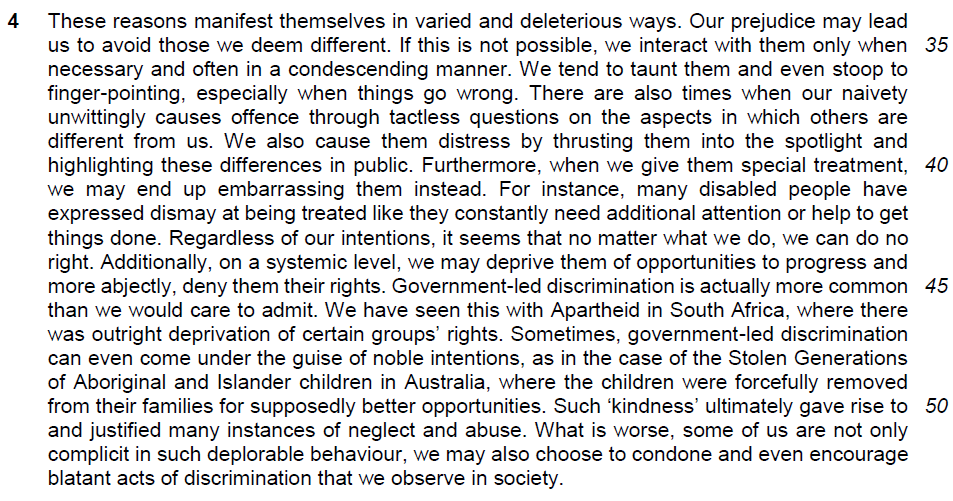 4 These reasons manifest themselves in varied and deleterious ways. Our prejudice may lead
us to avoid those we deem different. If this is not possible, we interact with them only when 35
necessary and often in a condescending manner. We tend to taunt them and even stoop to
finger-pointing, especially when things go wrong. There are also times when our naivety
unwittingly causes offence through tactless questions on the aspects in which others are
different from us. We also cause them distress by thrusting them into the spotlight and
highlighting these differences in public. Furthermore, when we give them special treatment, 40
we may end up embarrassing them instead. For instance, many disabled people have
expressed dismay at being treated like they constantly need additional attention or help to get
things done. Regardless of our intentions, it seems that no matter what we do, we can do no
right. Additionally, on a systemic level, we may deprive them of opportunities to progress and
more abjectly, deny them their rights. Government-led discrimination is actually more common 45
than we would care to admit. We have seen this with Apartheid in South Africa, where there
was outright deprivation of certain groups’ rights. Sometimes, government-led discrimination
can even come under the guise of noble intentions, as in the case of the Stolen Generations
of Aboriginal and Islander children in Australia, where the children were forcefully removed
from their families for supposedly better opportunities. Such ‘kindness’ ultimately gave rise to 50
and justified many instances of neglect and abuse. What is worse, some of us are not only
complicit in such deplorable behaviour, we may also choose to condone and even encourage
blatant acts of discrimination that we observe in society.